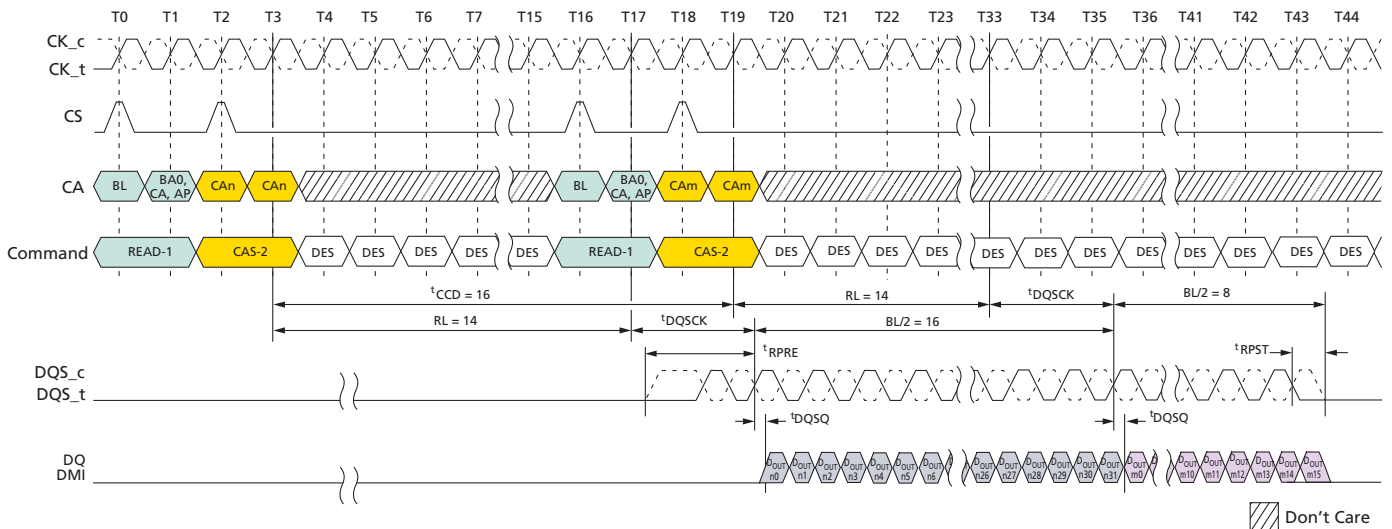 T0 T1 T2 T3 T4 T5 T6 T7 T15 T16 T17 T18 T19 T20 T21 T22 T23 T33 T34 T35 T36 T41 T42 T43 T44
CK_c
CK_t
CS
CA
BL
BA0,
CA, AP
CAn
CAn
BL
BA0,
CA, AP
CAm
CAm
Command
READ-1 CAS-2 DES DES DES DES DES READ-1 CAS-2 DES DES DES DES DES DES DES DES DES DES DES DES
tCCD = 16 RL = 14 tDQSCK BL/2 = 8
RL = 14 tDQSCK BL/2 = 16
tRPRE tRPST
DQS_c
DQS_t
tDQSQ tDQSQ
DQ
DMI
DOUT
n0
DOUT
n1
DOUT
n2
DOUT
n3
DOUT
n4
DOUT
n5
DOUT
n6
DOUT
n26
DOUT
n27
DOUT
n28
DOUT
n29
DOUT
n30
DOUT
n31
DOUT
m0
D
DOUT
m10
DOUT
m11
DOUT
m12
DOUT
m13
DOUT
m14
DOUT
m15
Don't Care